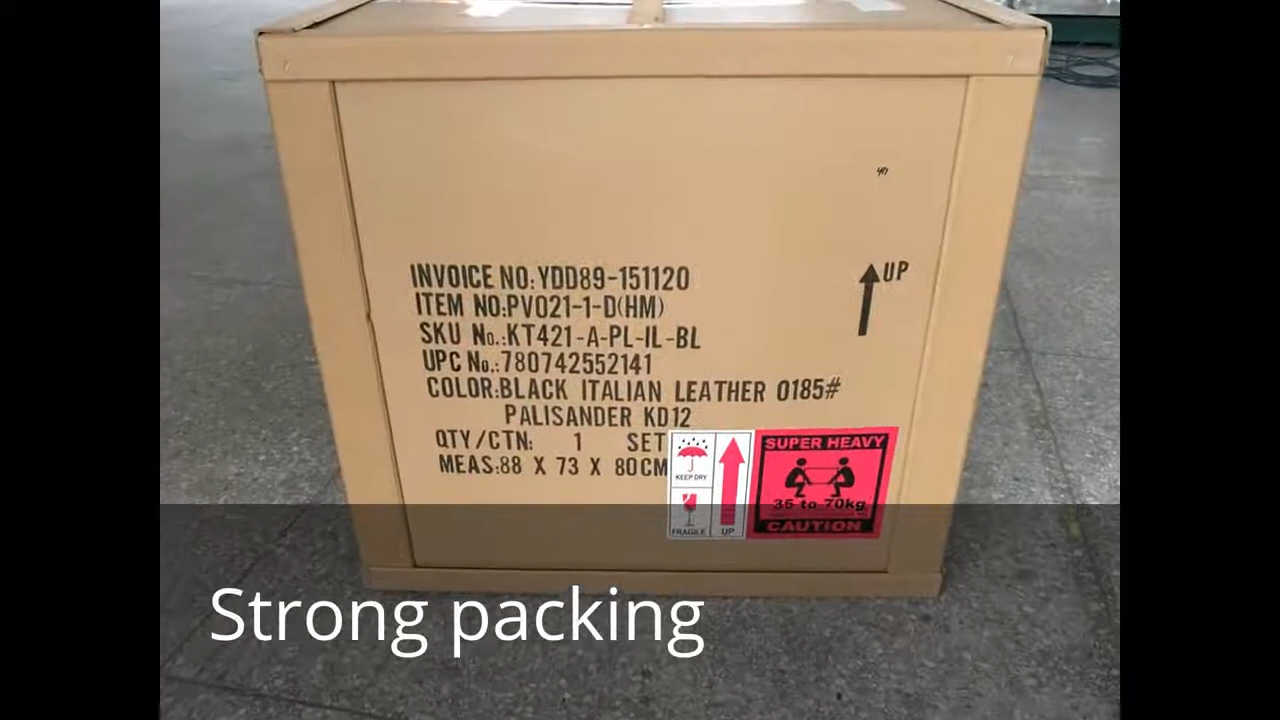 UP
INVOICE NO:YDD89-151120
ITEM NO:PV021-1-D(HM)
SKU No.:KT421-A-PL-IL-BL
UPC No.:780742552141
COLOR:BLACK ITALIAN LEATHER 0185#
PALISANDER KD12
QTY/CTN: 1 SET
MEAS:88 X 73 X 80CM
KEEP DRY
FRAGILE
UP
SUPER HEAVY
35 to 70kg
CAUTION
Strong packing